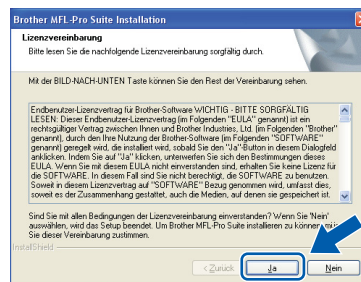 Brother MFL-Pro Suite Installation
Lizenzvereinbarung
Bitte lesen Sie die nachfolgende Lizenzvereinbarung sorgfältig durch.
Mit der BILD-NACH-UNTEN Taste können Sie den Rest der Vereinbarung sehen.
Endbenutzer-Lizenzvertrag für Brother-Software WICHTIG - BITTE SORGFÄLTIG
LESEN: Dieser Endbenutzer-Lizenzvertrag (im Folgenden "EULA" genannt) ist ein
rechtsgültiger Vertrag zwischen Ihnen und Brother Industries, Ltd. (im Folgenden "Brother"
genannt), durch den Ihre Nutzung der Brother-Software (im Folgenden "SOFTWARE"
genannt) geregelt wird, die installiert wird, sobald Sie den "Ja"-Button in diesem Dialogfeld
anklicken. Indem Sie auf "Ja" klicken, unterwerfen Sie sich den Bestimmungen dieses
EULA. Wenn Sie mit diesem EULA nicht einverstanden sind, erhalten Sie keine Lizenz für
die SOFTWARE. In diesem Fall sind Sie nicht berechtigt, die SOFTWARE zu benutzen.
Soweit in diesem Lizenzvertrag auf "SOFTWARE" Bezug genommen wird, umfasst dies,
soweit es der Zusammenhang gestattet, auch die Medien, auf denen sie gespeichert ist.
Sind Sie mit allen Bedingungen der Lizenzvereinbarung einverstanden? Wenn Sie 'Nein'
auswählen, wird das Setup beendet. Um Brother MFL-Pro Suite installieren zu können,
Sie dieser Vereinbarung zustimmen.
InstallShield
< Zurück Ja Nein